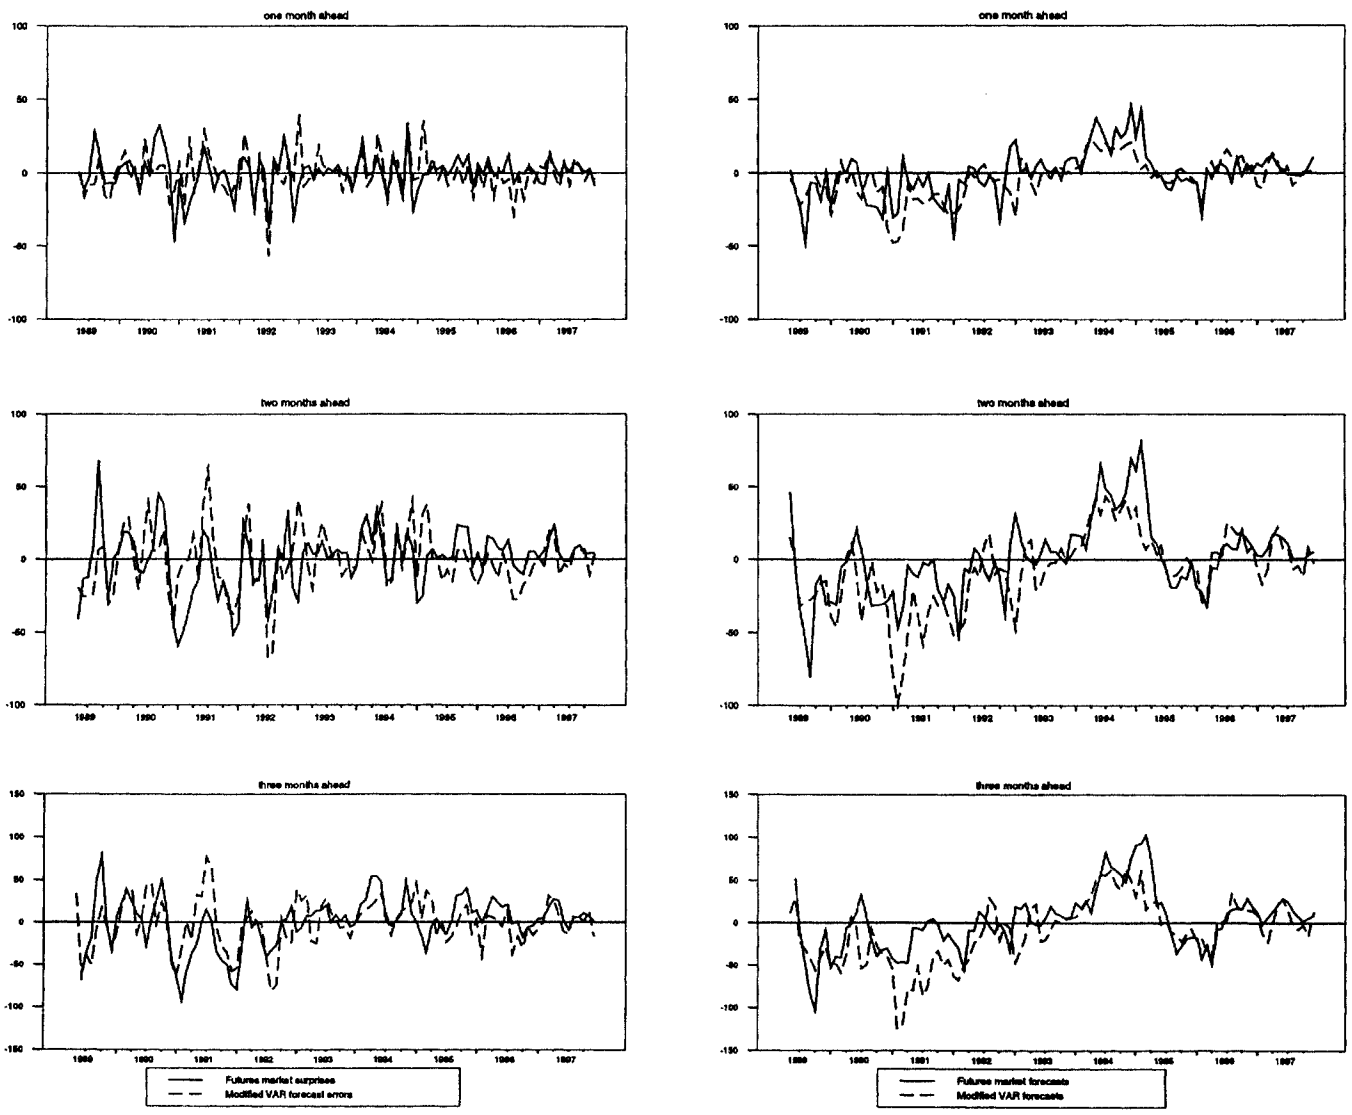 one month ahead
100
50
0
-50
-100
1989 1990 1991 1992 1993 1994 1995 1996 1997
one month ahead
100
50
0
-50
-100
1989 1990 1991 1992 1993 1994 1995 1996 1997
two months ahead
100
50
0
-50
-100
1989 1990 1991 1992 1993 1994 1995 1996 1997
two months ahead
100
50
0
-50
-100
1989 1990 1991 1992 1993 1994 1995 1996 1997
three months ahead
150
100
50
0
-50
-100
-150
1989 1990 1991 1992 1993 1994 1995 1996 1997
three months ahead
150
100
50
0
-50
-100
-150
1989 1990 1991 1992 1993 1994 1995 1996 1997
Futures market surprises
Modified VAR forecast errors
Futures market forecasts
Modified VAR forecasts